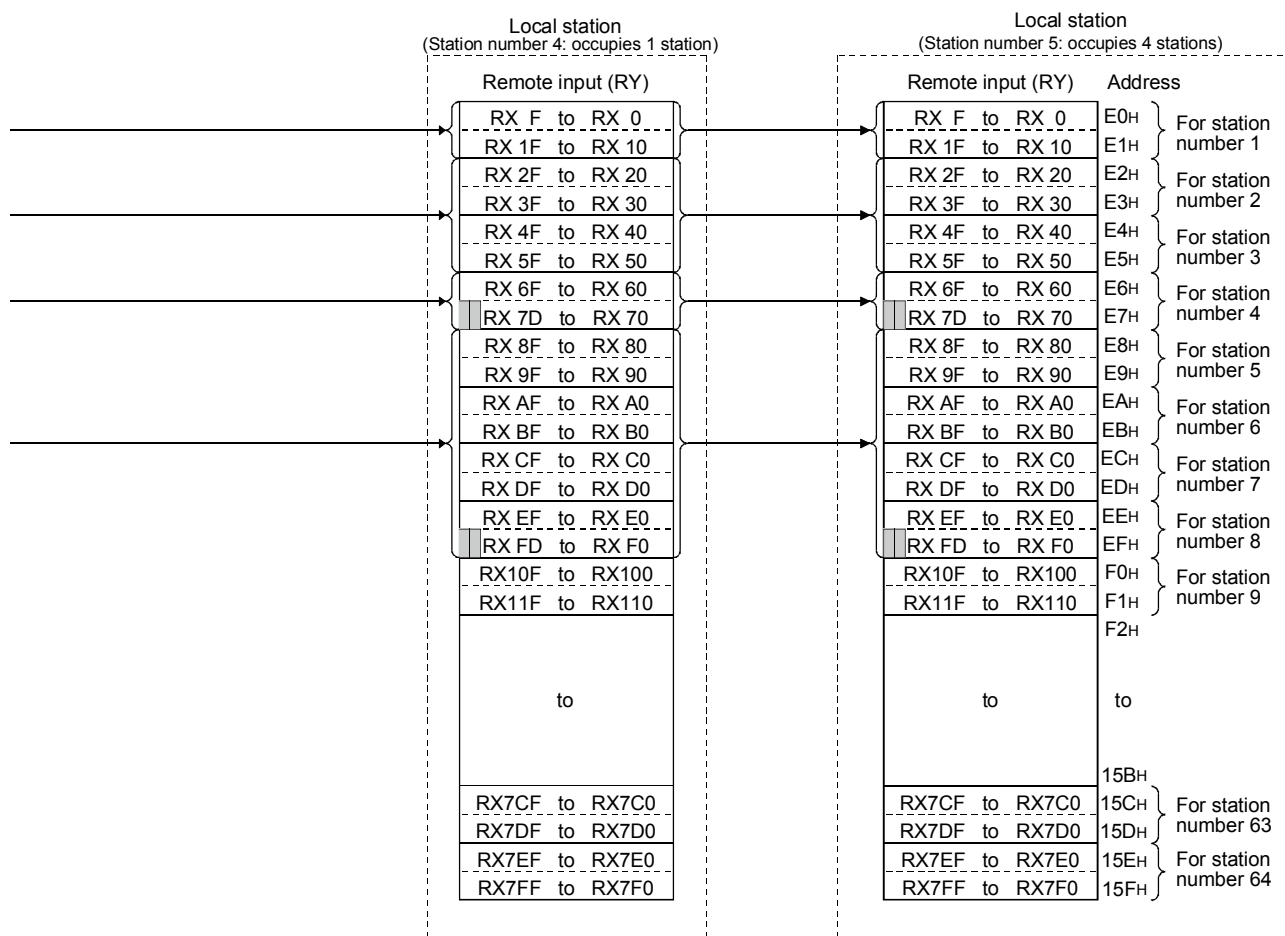 Local station
(Station number 4: occupies 1 station)
Local station
(Station number 5: occupies 4 stations)
Remote input (RY)
Remote input (RY) Address
RX F to RX 0 RX F to RX 0 E0H
For station number 1
RX 1F to RX 10 RX 1F to RX 10 E1H
RX 2F to RX 20 RX 2F to RX 20 E2H
For station number 2
RX 3F to RX 30 RX 3F to RX 30 E3H
RX 4F to RX 40 RX 4F to RX 40 E4H
For station number 3
RX 5F to RX 50 RX 5F to RX 50 E5H
RX 6F to RX 60 RX 6F to RX 60 E6H
For station number 4
RX 7D to RX 70 RX 7D to RX 70 E7H
RX 8F to RX 80 RX 8F to RX 80 E8H
For station number 5
RX 9F to RX 90 RX 9F to RX 90 E9H
RX AF to RX A0 RX AF to RX A0 EAH
For station number 6
RX BF to RX B0 RX BF to RX B0 EBH
RX CF to RX C0 RX CF to RX C0 ECH
For station number 7
RX DF to RX D0 RX DF to RX D0 EDH
RX EF to RX E0 RX EF to RX E0 EEH
For station number 8
RX FD to RX F0 RX FD to RX F0 EFH
RX10F to RX100 RX10F to RX100 F0H
For station number 9
RX11F to RX110 RX11F to RX110 F1H
F2H
to to to
15BH
RX7CF to RX7C0 RX7CF to RX7C0 15CH
For station number 63
RX7DF to RX7D0 RX7DF to RX7D0 15DH
RX7EF to RX7E0 RX7EF to RX7E0 15EH
For station number 64
RX7FF to RX7F0 RX7FF to RX7F0 15FH